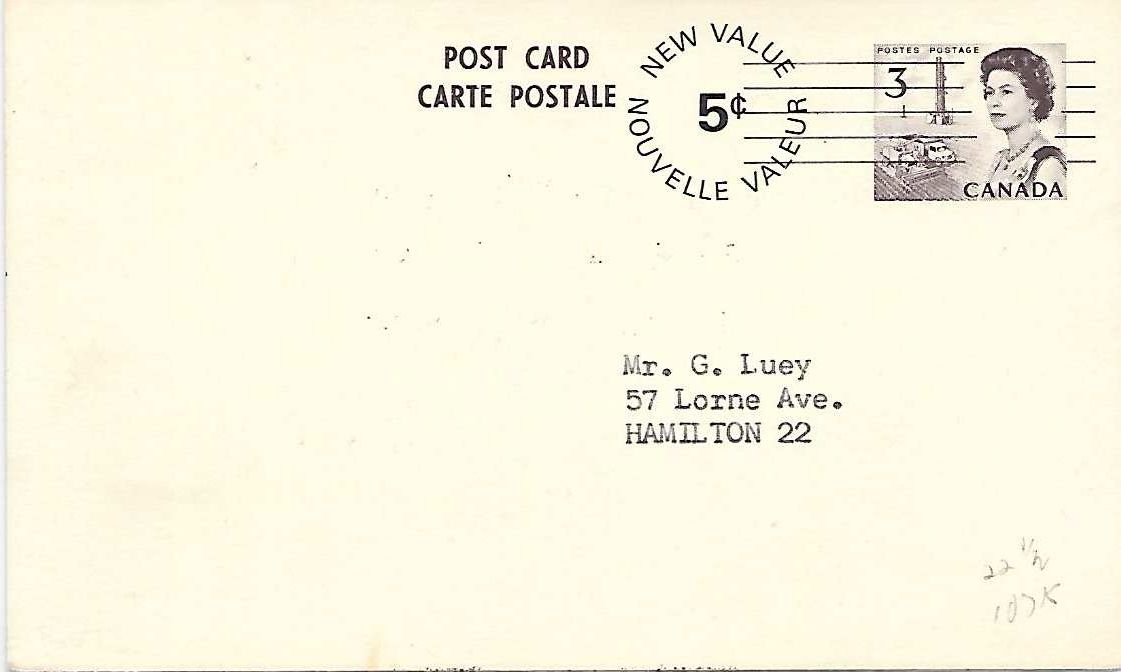 POST CARD
CARTE POSTALE
NEW VALUE
5¢
NOUVELLE VALEUR
POSTES POSTAGE
3
CANADA
Mr. G. Luey
57 Lorne Ave.
HAMILTON 22
22 ½
107K